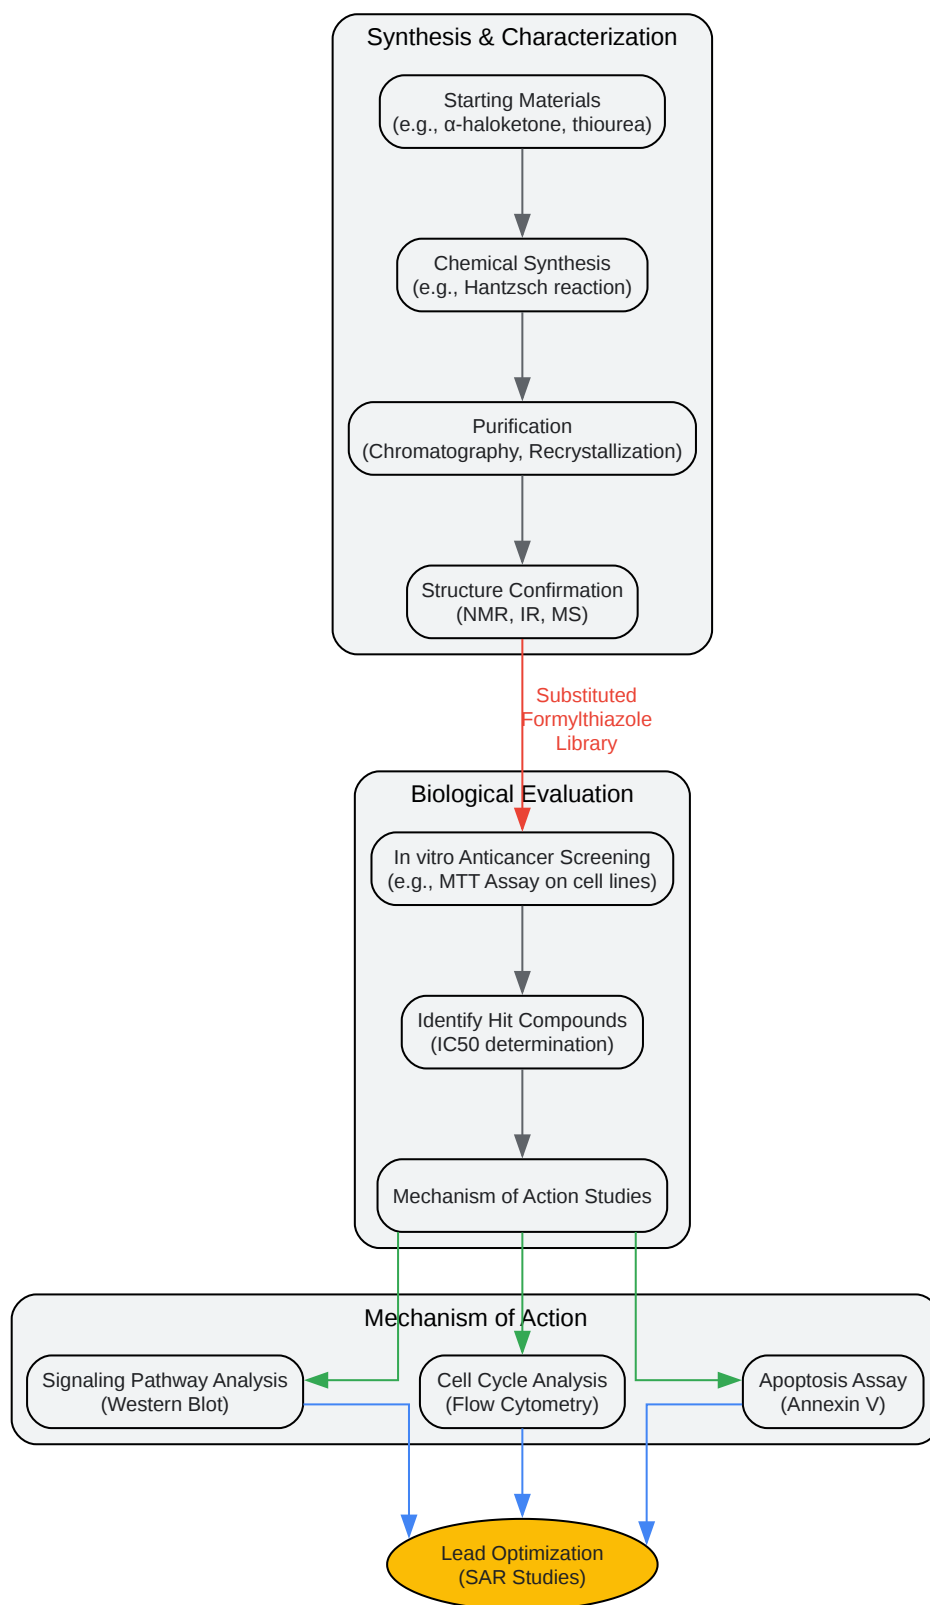 Synthesis & Characterization
Starting Materials
(e.g., α-haloketone, thiourea)
Chemical Synthesis
(e.g., Hantzsch reaction)
Purification
(Chromatography, Recrystallization)
Structure Confirmation
(NMR, IR, MS)
Substituted
Formylthiazole
Library
Biological Evaluation
In vitro Anticancer Screening
(e.g., MTT Assay on cell lines)
Identify Hit Compounds
(IC50 determination)
Mechanism of Action Studies
Mechanism of Action
Signaling Pathway Analysis
(Western Blot)
Cell Cycle Analysis
(Flow Cytometry)
Apoptosis Assay
(Annexin V)
Lead Optimization
(SAR Studies)